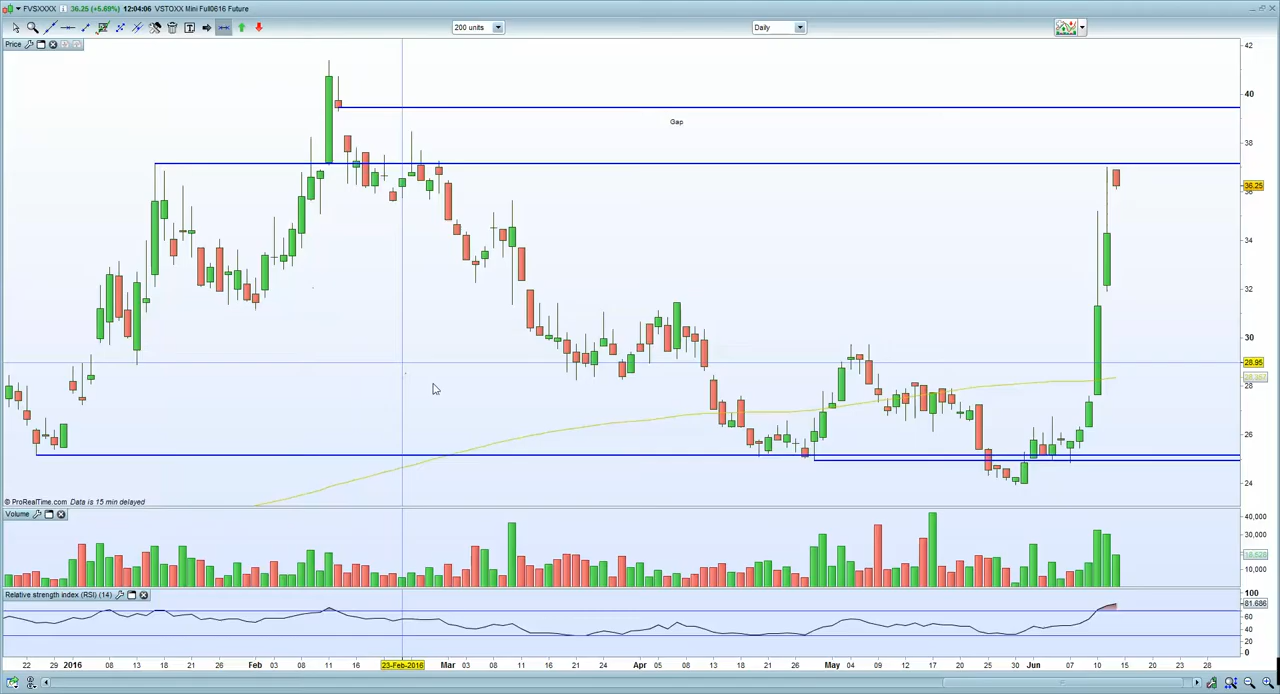 FVSXXXX 36.25 (+5.69%) 12:04:06 VSTOXX Mini Full0616 Future
200 units Daily
Price
42
40
Gap
38
36.25
36
34
32
30
28.95
28
26
24
© ProRealTime.com Data is 15 min delayed
Volume
40,000
30,000
10,000
Relative strength index (RSI) (14)
100
81.686
60
40
20
0
22 29 2016 08 13 21 26 Feb 03 08 11 16 23-Feb-2016 Mar 03 08 11 16 21 24 Apr 05 08 13 18 21 26 May 04 09 12 17 20 25 30 Jun 07 10 15 20 23 28